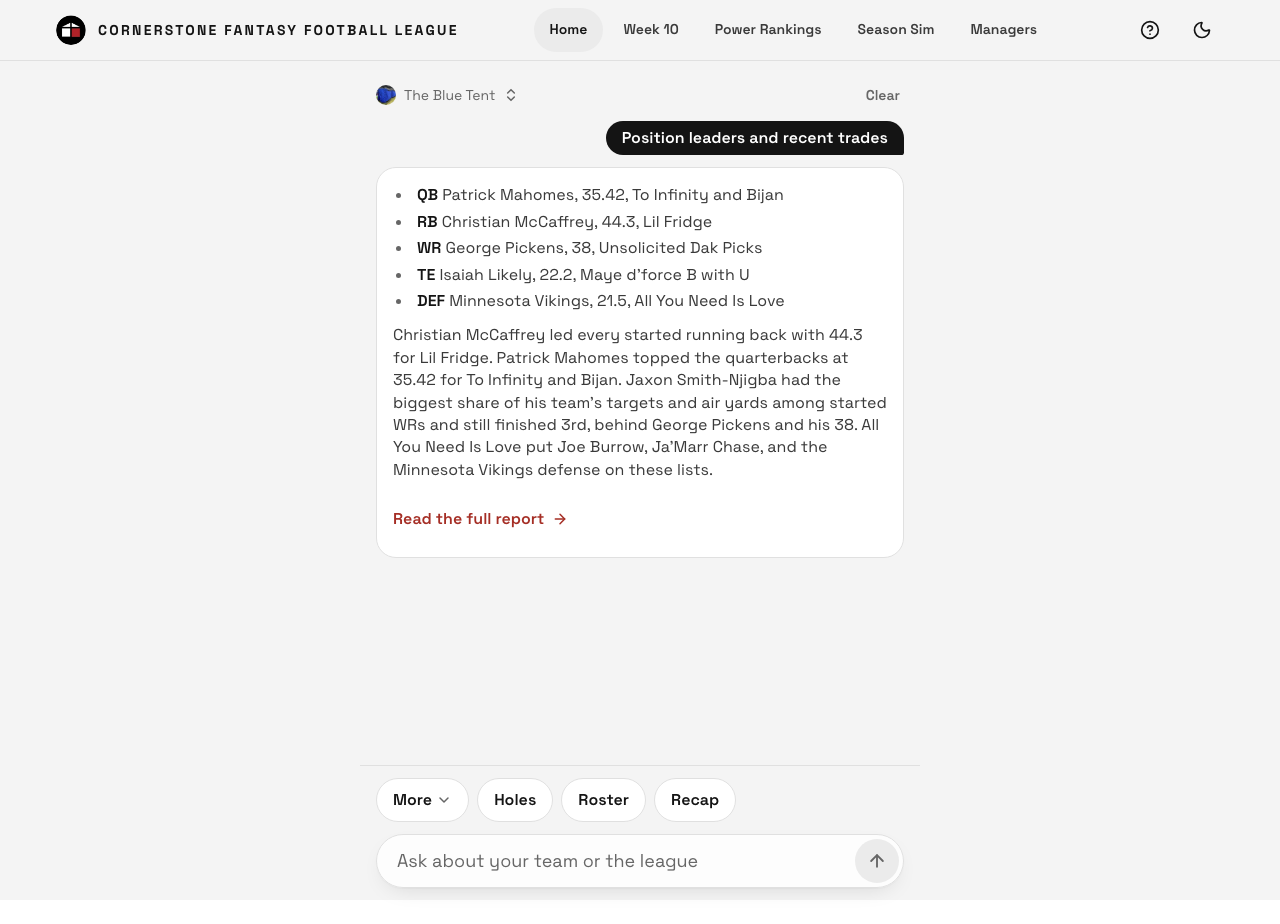 CORNERSTONE FANTASY FOOTBALL LEAGUE
Home
Week 10
Power Rankings
Season Sim
Managers
The Blue Tent
Clear
Position leaders and recent trades
• QB Patrick Mahomes, 35.42, To Infinity and Bijan
• RB Christian McCaffrey, 44.3, Lil Fridge
• WR George Pickens, 38, Unsolicited Dak Picks
• TE Isaiah Likely, 22.2, Maye d’force B with U
• DEF Minnesota Vikings, 21.5, All You Need Is Love
Christian McCaffrey led every started running back with 44.3
for Lil Fridge. Patrick Mahomes topped the quarterbacks at
35.42 for To Infinity and Bijan. Jaxon Smith-Njigba had the
biggest share of his team’s targets and air yards among started
WRs and still finished 3rd, behind George Pickens and his 38. All
You Need Is Love put Joe Burrow, Ja’Marr Chase, and the
Minnesota Vikings defense on these lists.
Read the full report →
More
Holes
Roster
Recap
Ask about your team or the league